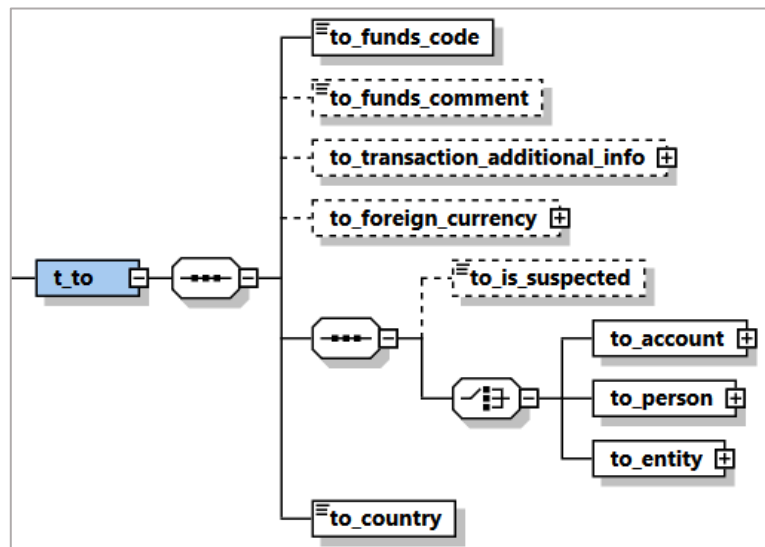 to_funds_code
to_funds_comment
to_transaction_additional_info
to_foreign_currency
t_to
to_is_suspected
to_account
to_person
to_entity
to_country